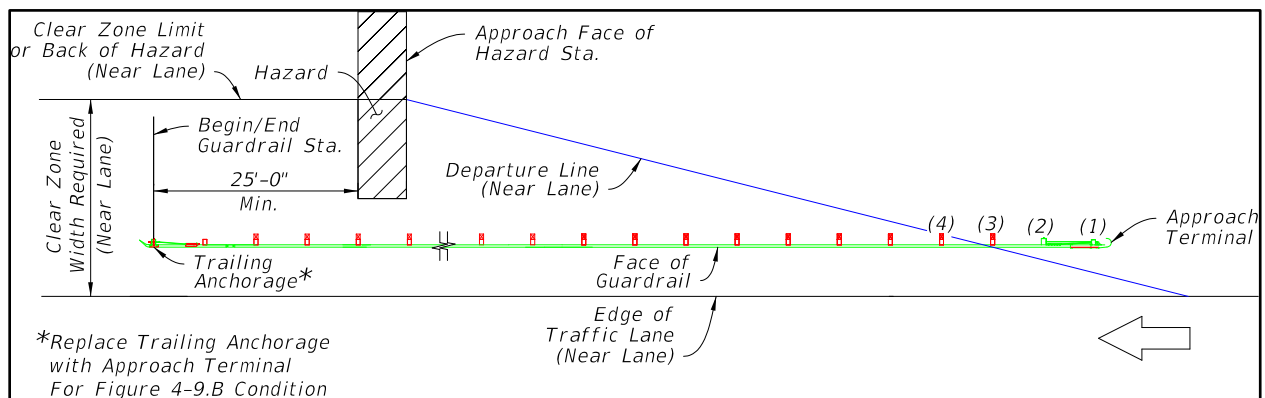 Clear Zone Limit
or Back of Hazard
(Near Lane)
Hazard
Approach Face of
Hazard Sta.
Begin/End
Guardrail Sta.
25'-0"
Min.
Clear Zone
Width Required
(Near Lane)
Departure Line
(Near Lane)
(4)
(3)
(2)
(1)
Approach
Terminal
Trailing
Anchorage*
Face of
Guardrail
Edge of
Traffic Lane
(Near Lane)
*Replace Trailing Anchorage
with Approach Terminal
For Figure 4-9.B Condition